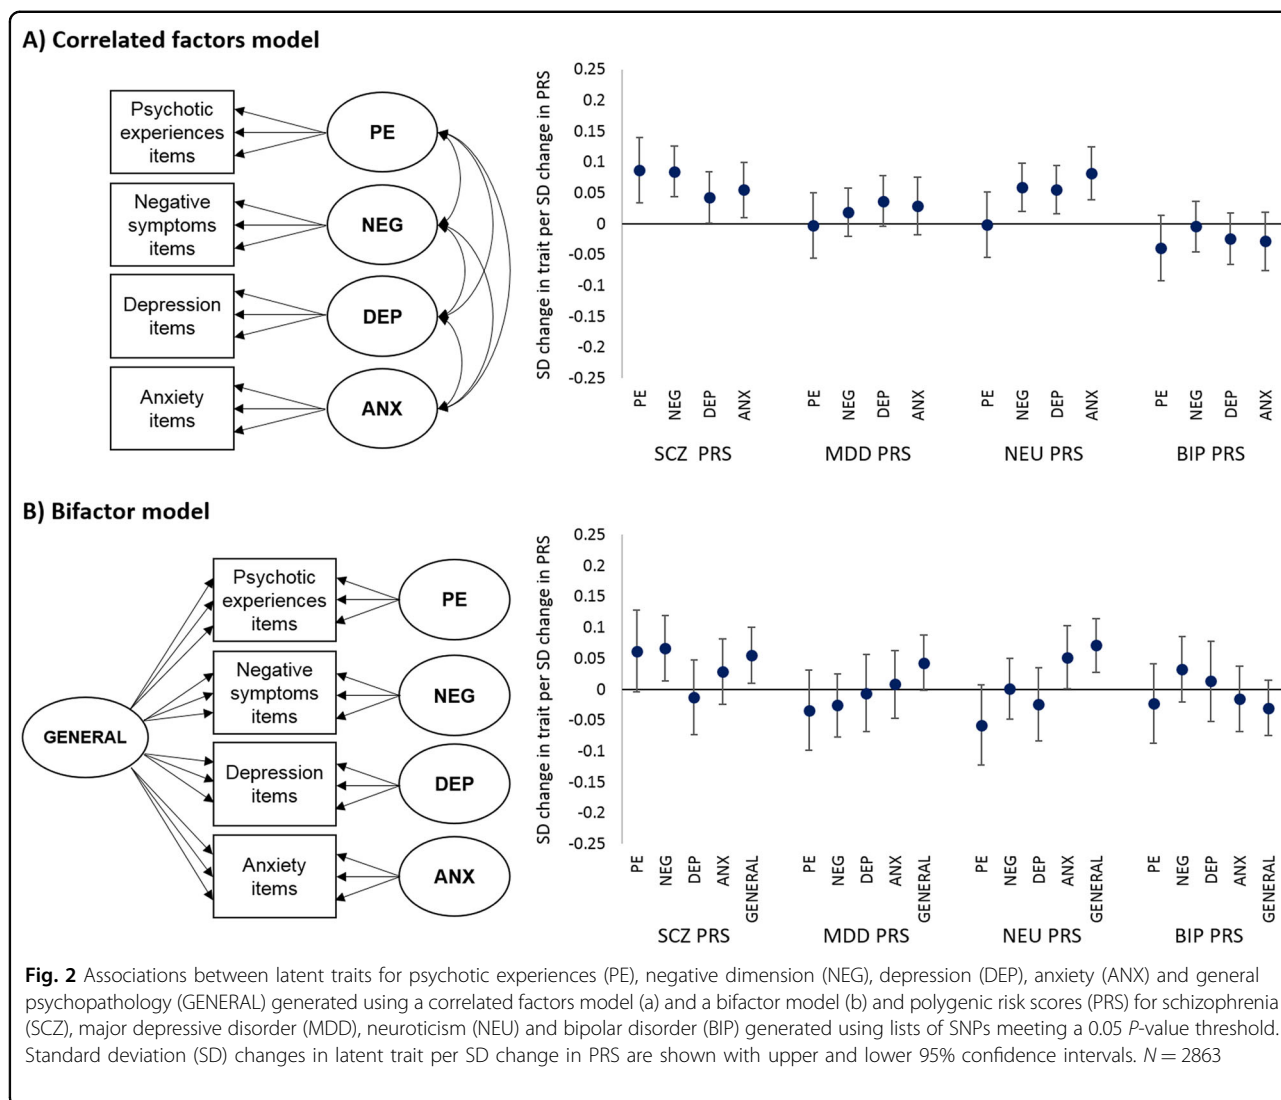 A) Correlated factors model
Psychotic
experiences
items
Negative
symptoms
items
Depression
items
Anxiety
items
PE
NEG
DEP
ANX
SD change in trait per SD change in PRS
0.25
0.2
0.15
0.1
0.05
0
-0.05
-0.1
-0.15
-0.2
-0.25
PE
NEG
DEP
ANX
PE
NEG
DEP
ANX
PE
NEG
DEP
ANX
PE
NEG
DEP
ANX
SCZ PRS
MDD PRS
NEU PRS
BIP PRS
B) Bifactor model
GENERAL
Psychotic
experiences
items
Negative
symptoms
items
Depression
items
Anxiety
items
PE
NEG
DEP
ANX
SD change in trait per SD change in PRS
0.25
0.2
0.15
0.1
0.05
0
-0.05
-0.1
-0.15
-0.2
-0.25
PE
NEG
DEP
ANX
GENERAL
PE
NEG
DEP
ANX
GENERAL
PE
NEG
DEP
ANX
GENERAL
PE
NEG
DEP
ANX
GENERAL
SCZ PRS
MDD PRS
NEU PRS
BIP PRS
Fig. 2 Associations between latent traits for psychotic experiences (PE), negative dimension (NEG), depression (DEP), anxiety (ANX) and general
psychopathology (GENERAL) generated using a correlated factors model (a) and a bifactor model (b) and polygenic risk scores (PRS) for schizophrenia
(SCZ), major depressive disorder (MDD), neuroticism (NEU) and bipolar disorder (BIP) generated using lists of SNPs meeting a 0.05 P-value threshold.
Standard deviation (SD) changes in latent trait per SD change in PRS are shown with upper and lower 95% confidence intervals. N = 2863